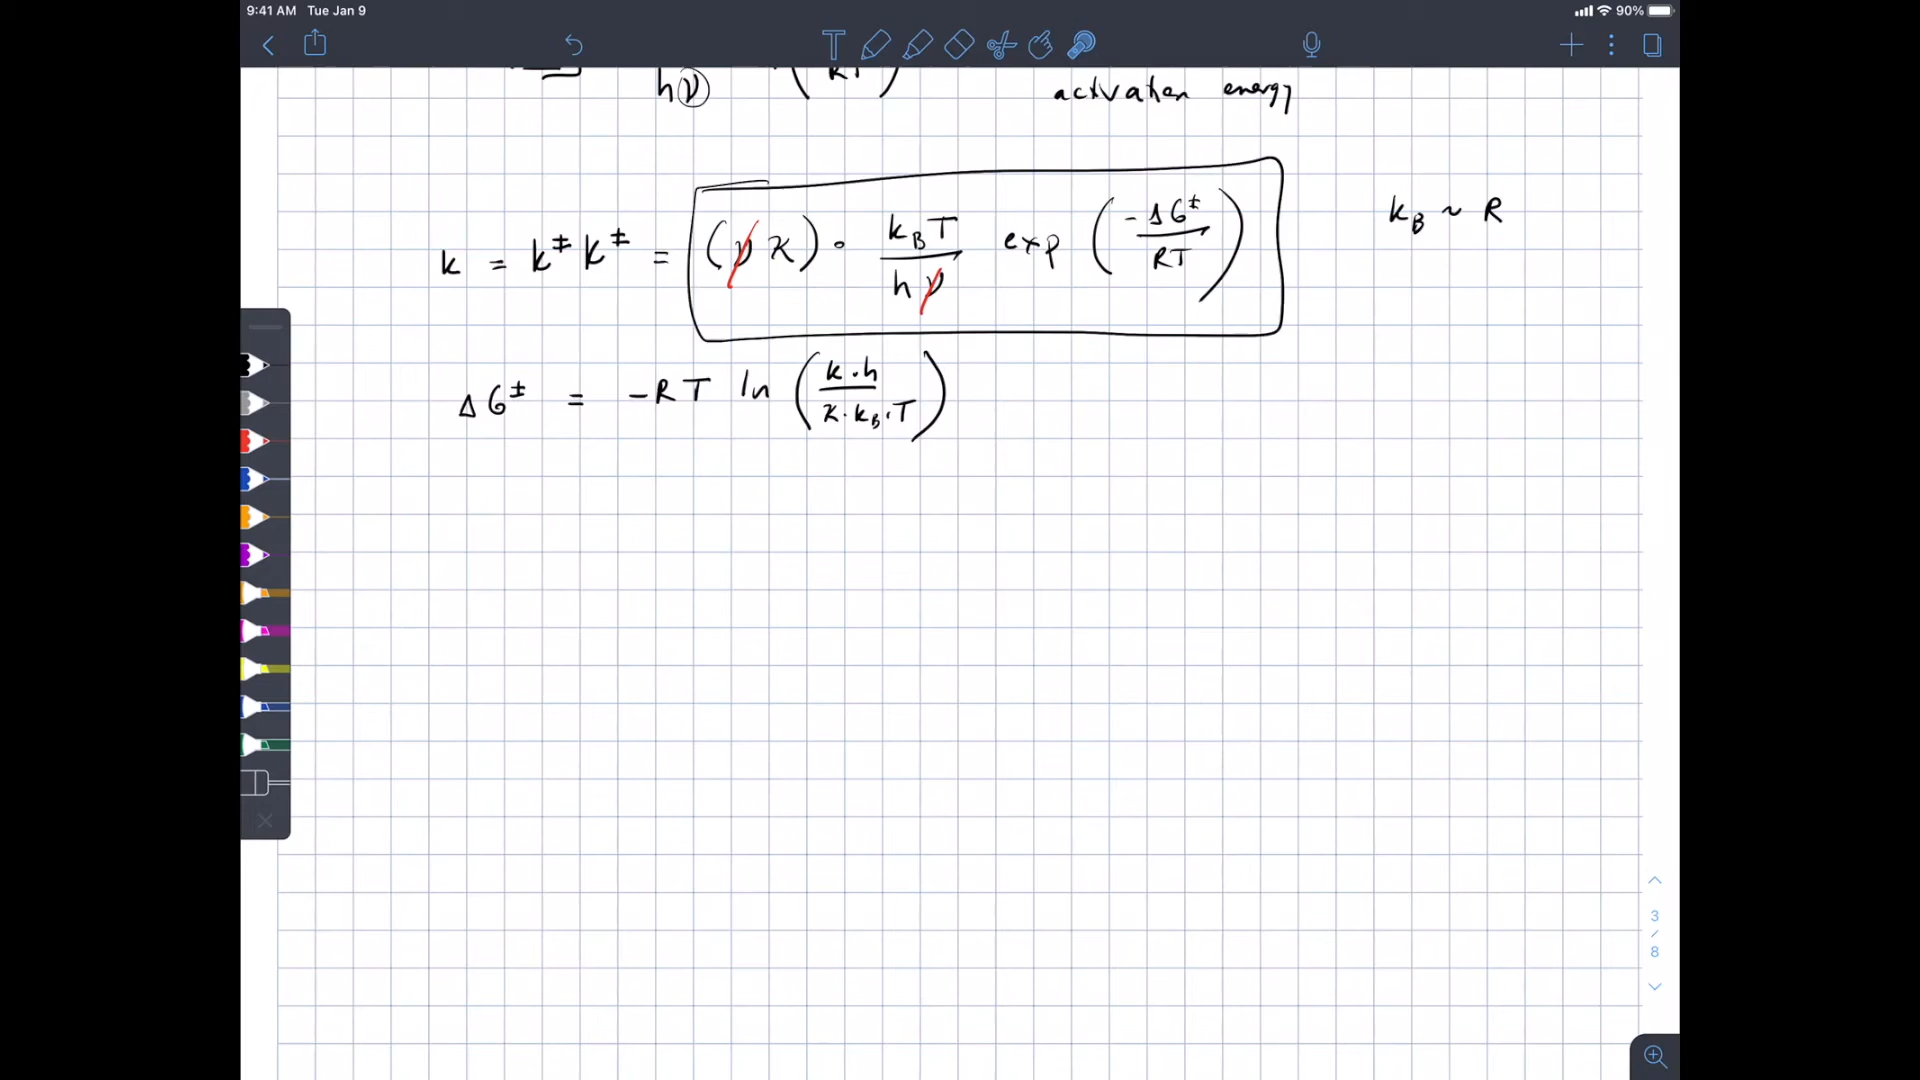 9:41 AM Tue Jan 9
90%
T
hν
RT
activation energy
k = k‡ K‡ = (ν κ) · k_B T / hν exp(-ΔG‡ / RT)
k_B ~ R
ΔG‡ = -RT ln(k·h / κ·k_B·T)
3
/
8